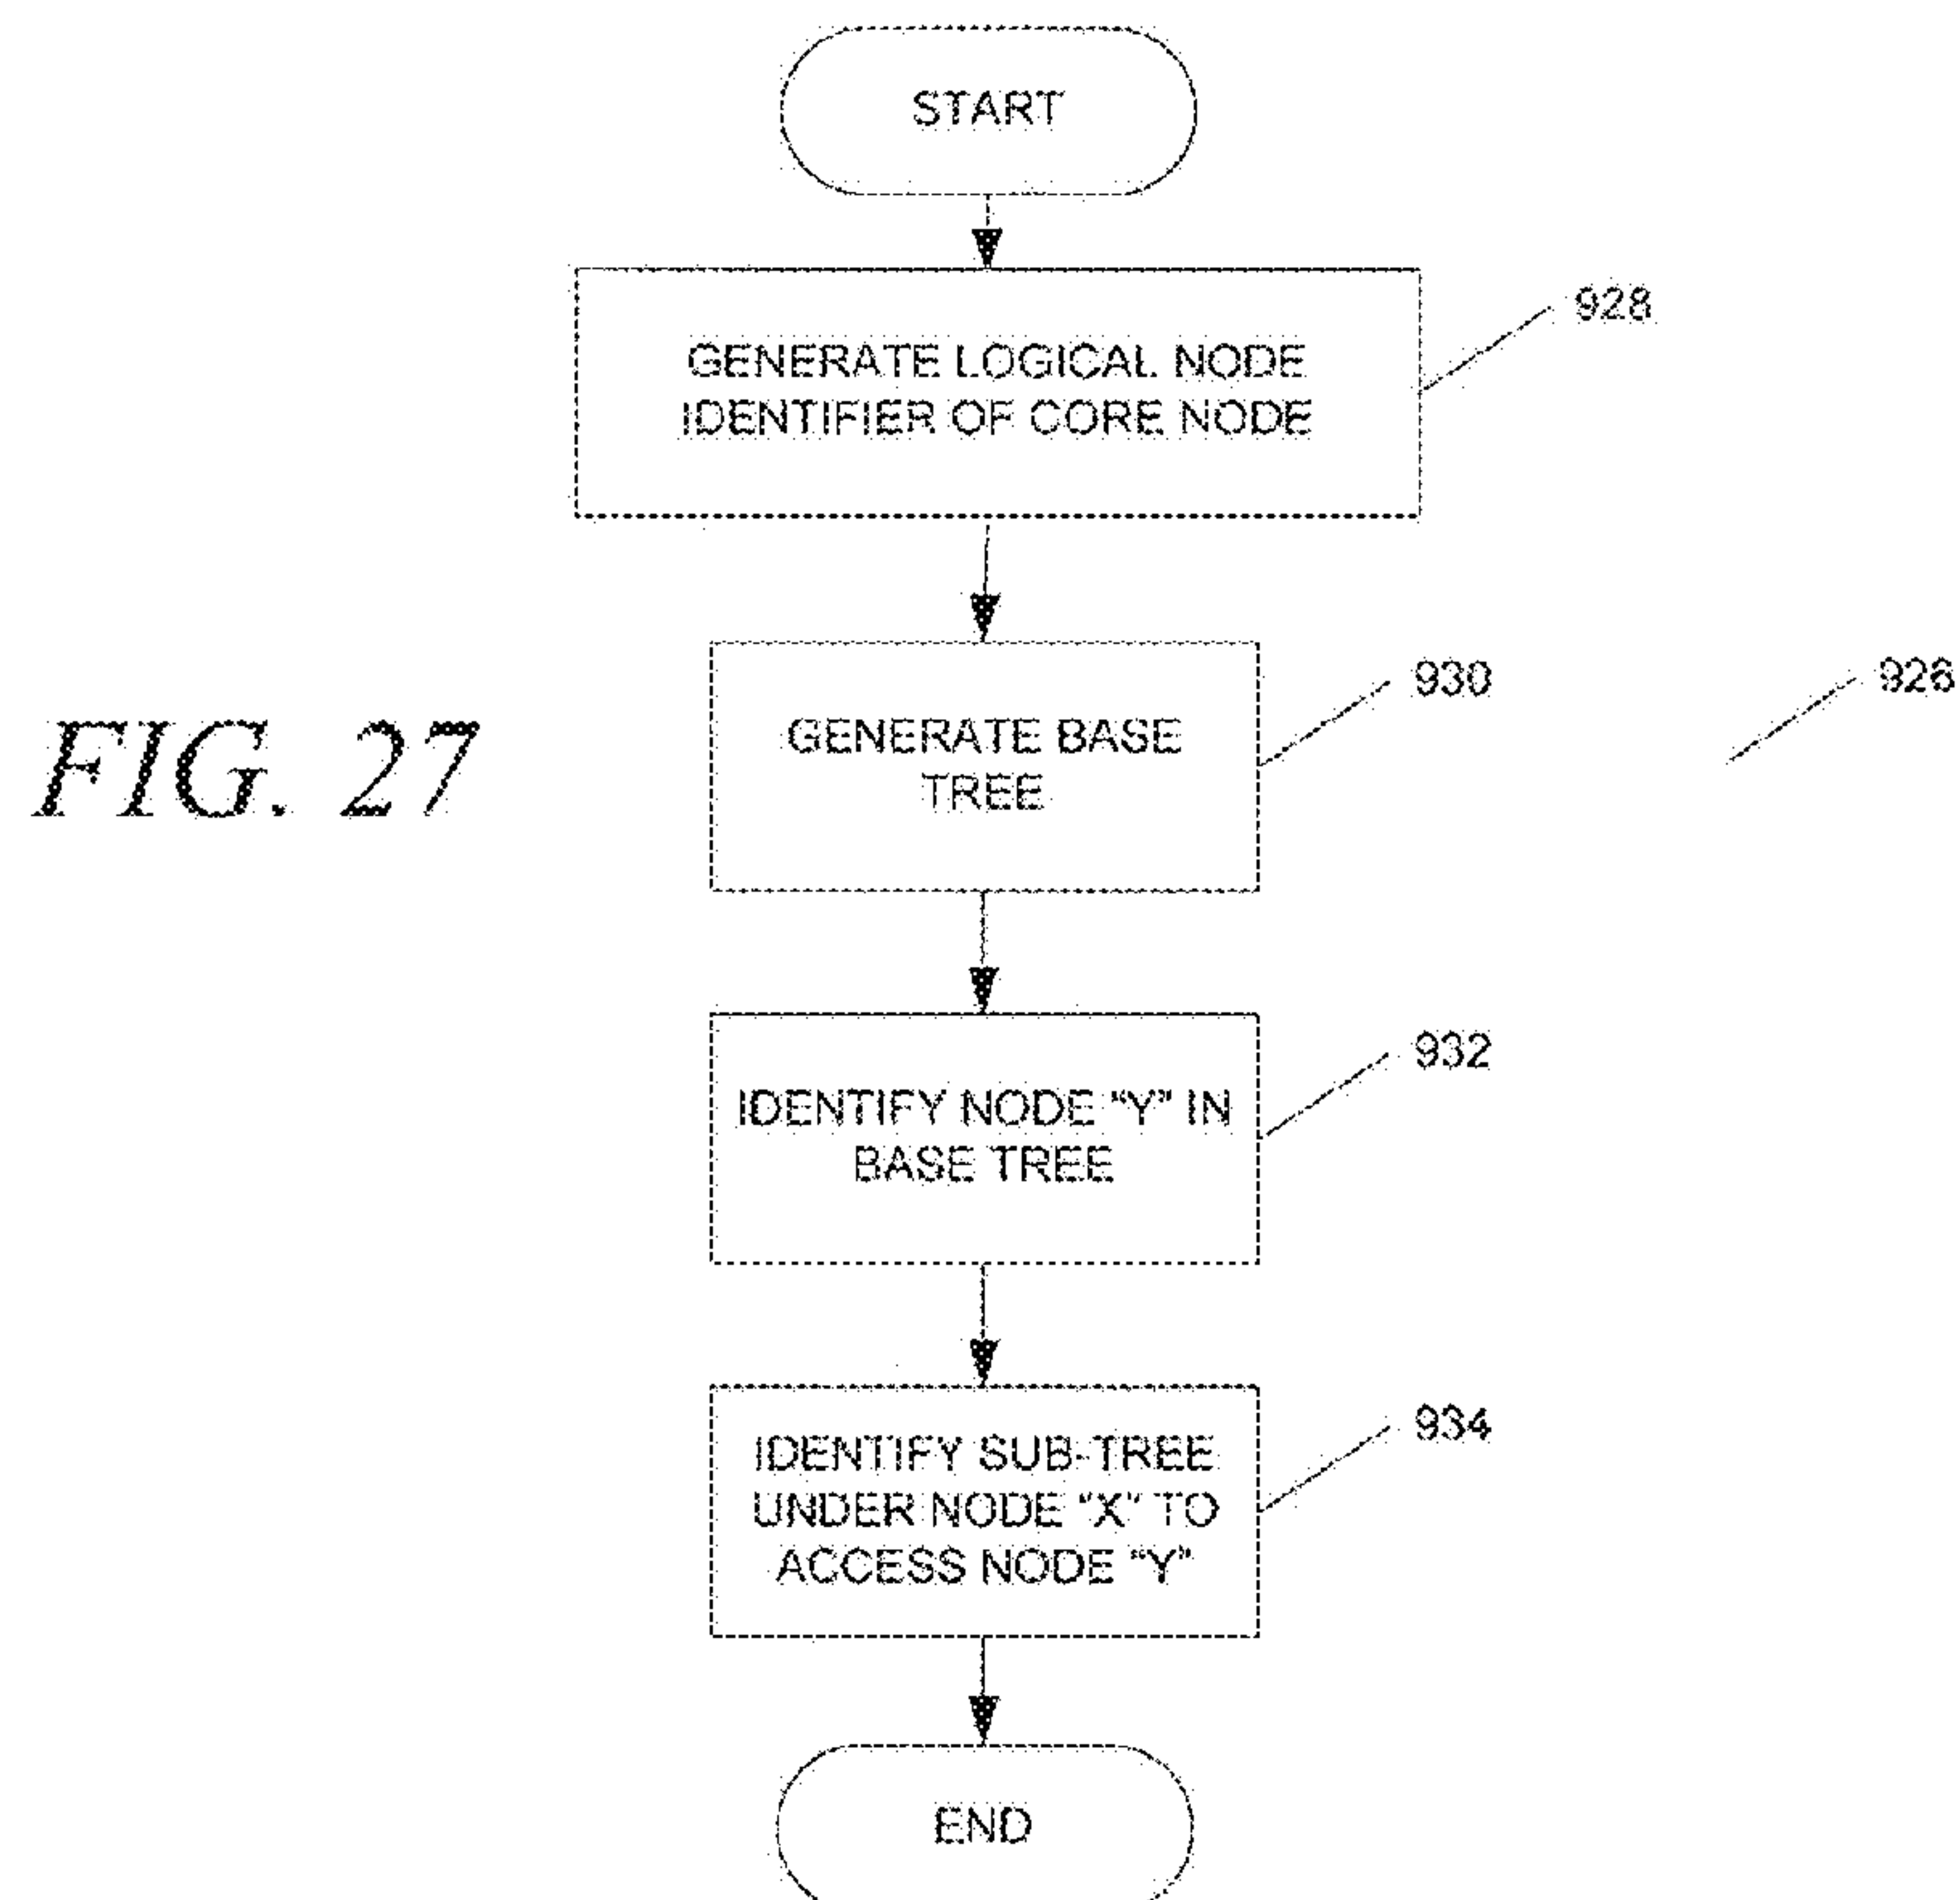 START
GENERATE LOGICAL NODE
IDENTIFIER OF CORE NODE
928
FIG. 27
GENERATE BASE
TREE
930
926
IDENTIFY NODE "Y" IN
BASE TREE
932
IDENTIFY SUB-TREE
UNDER NODE "X" TO
ACCESS NODE "Y"
934
END